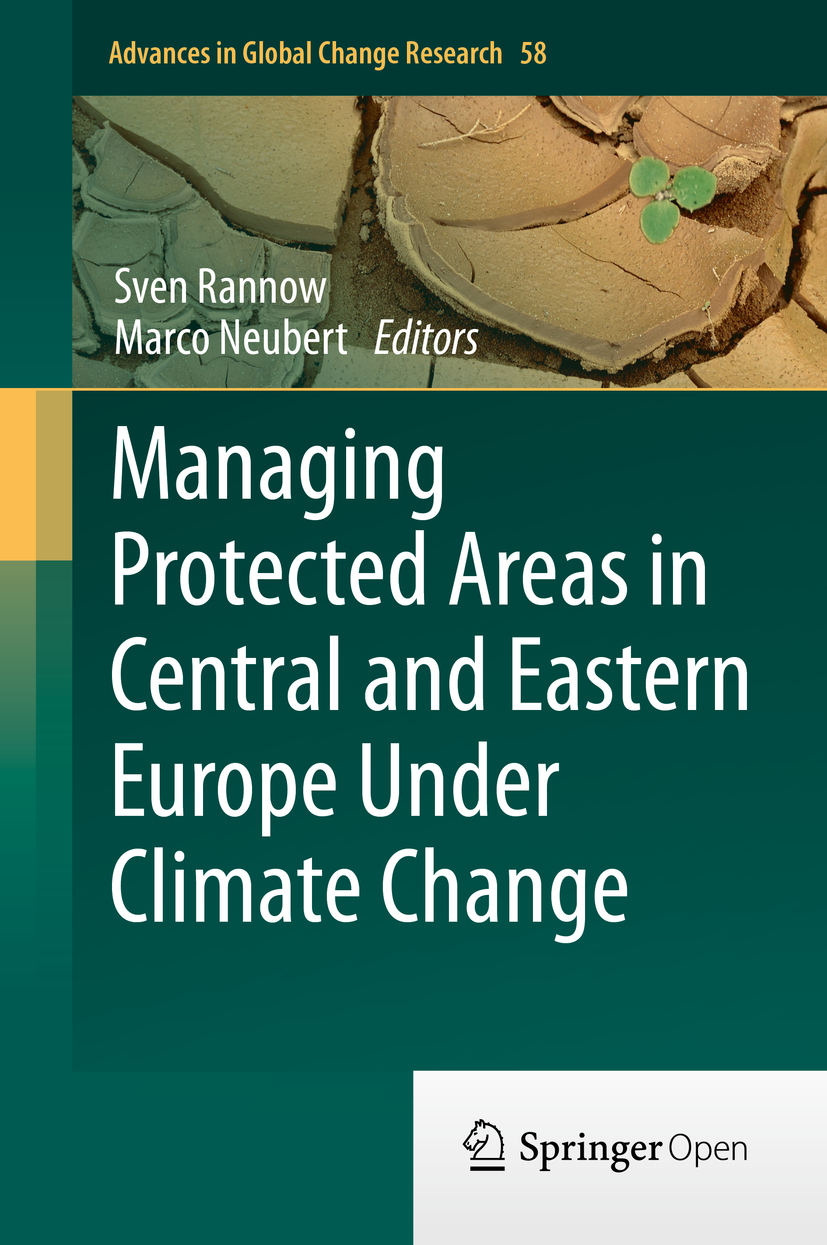 Advances in Global Change Research 58
Sven Rannow
Marco Neubert Editors
Managing
Protected Areas in
Central and Eastern
Europe Under
Climate Change
Springer Open